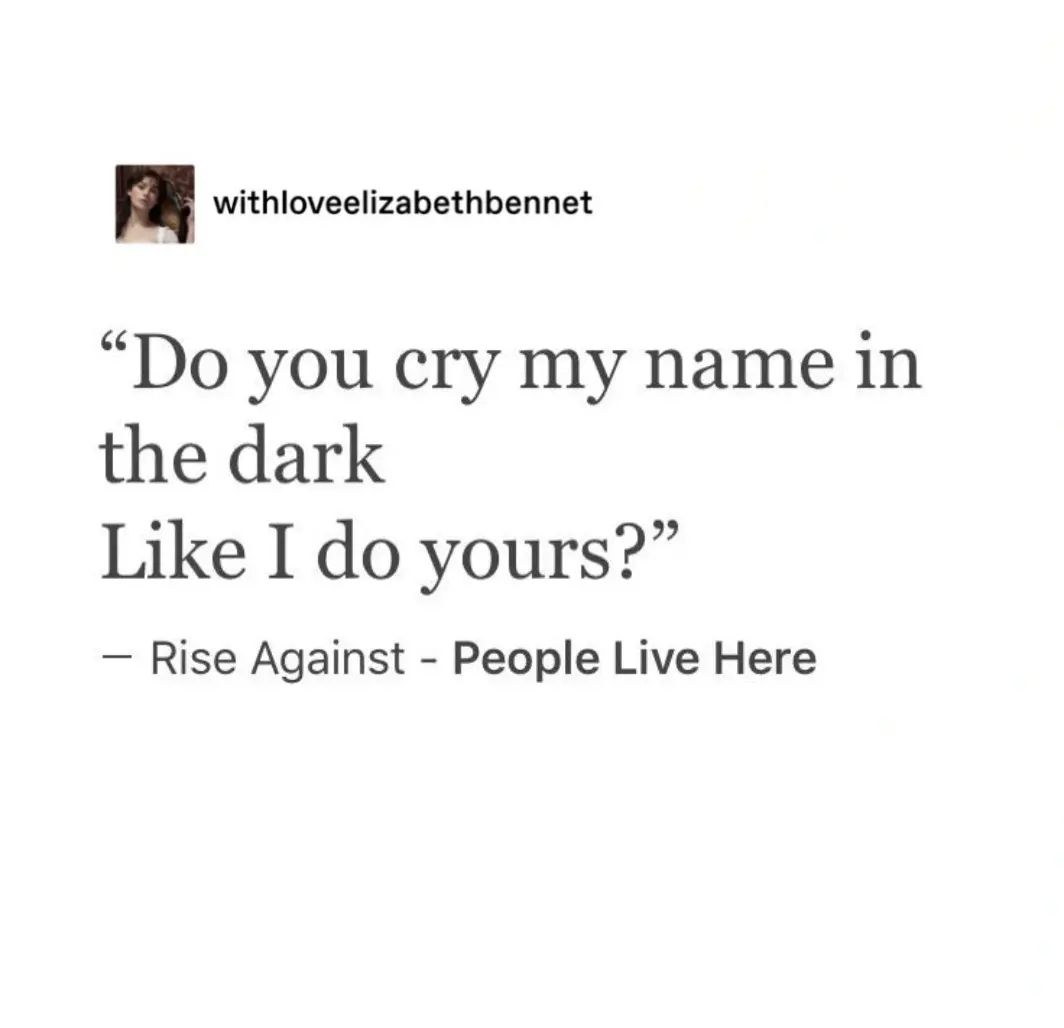 withloveelizabethbennet
“Do you cry my name in
the dark
Like I do yours?”
— Rise Against - People Live Here